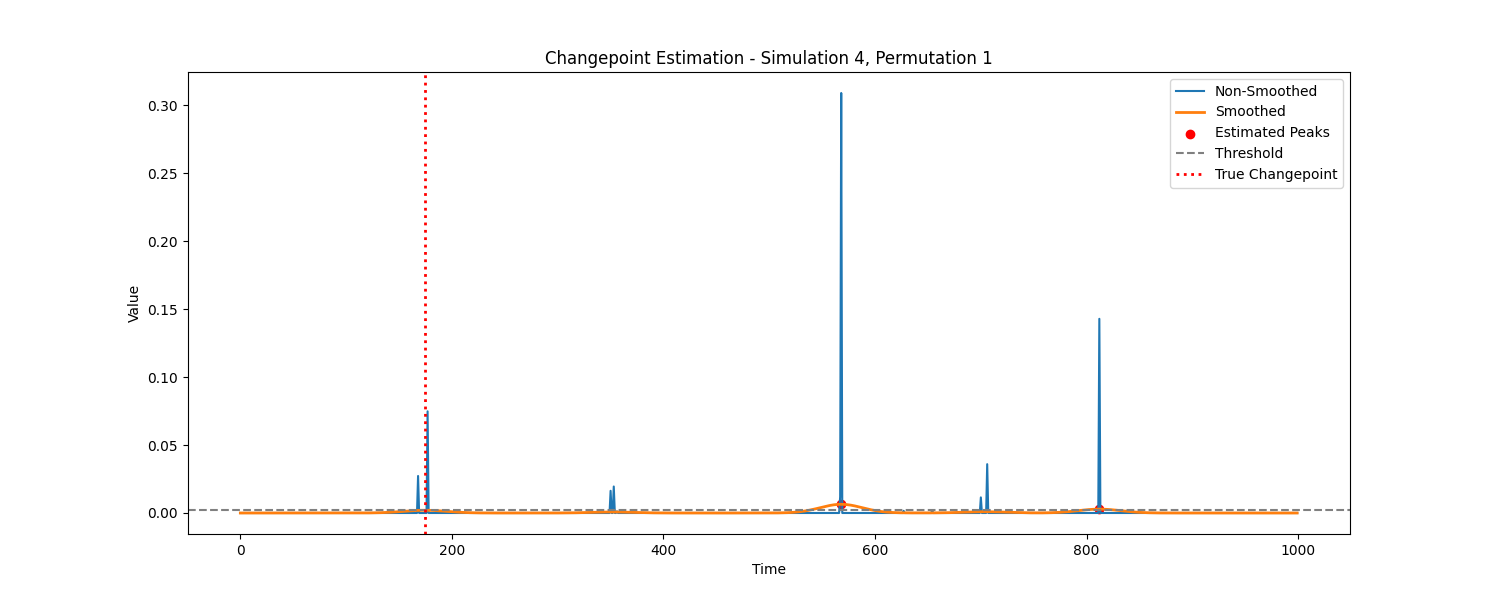 Changepoint Estimation - Simulation 4, Permutation 1
Non-Smoothed
Smoothed
Estimated Peaks
Threshold
True Changepoint
Value
0.30
0.25
0.20
0.15
0.10
0.05
0.00
0 200 400 600 800 1000
Time